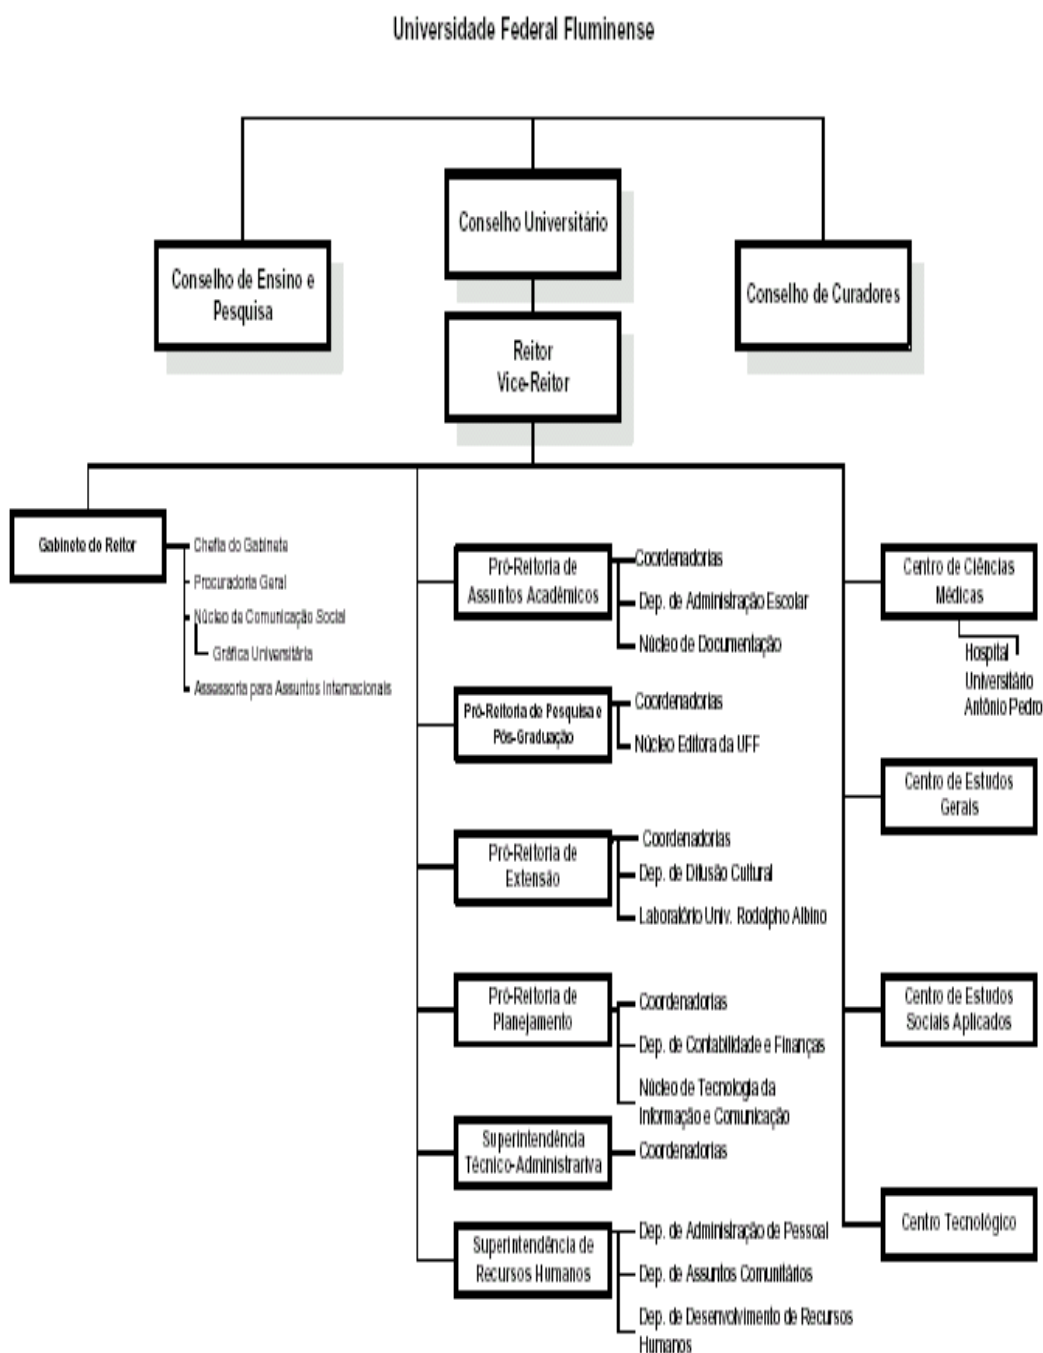 Universidade Federal Fluminense
Conselho Universitário
Conselho de Ensino e
Pesquisa
Conselho de Curadores
Reitor
Vice-Reitor
Gabinete do Reitor
Chefia do Gabinete
Procuradoria Geral
Núcleo de Comunicação Social
Gráfica Universitária
Assessoria para Assuntos Internacionais
Pró-Reitoria de
Assuntos Acadêmicos
Coordenadorias
Dep. de Administração Escolar
Núcleo de Documentação
Pró-Reitoria de Pesquisa e
Pós-Graduação
Coordenadorias
Núcleo Editora da UFF
Pró-Reitoria de
Extensão
Coordenadorias
Dep. de Difusão Cultural
Laboratório Univ. Rodolpho Albino
Pró-Reitoria de
Planejamento
Coordenadorias
Dep. de Contabilidade e Finanças
Núcleo de Tecnologia da
Informação e Comunicação
Superintendência
Técnico-Administrariva
Coordenadorias
Superintendência de
Recursos Humanos
Dep. de Administração de Pessoal
Dep. de Assuntos Comunitários
Dep. de Desenvolvimento de Recursos
Humanos
Centro de Ciências
Médicas
Hospital
Universitário
Antônio Pedro
Centro de Estudos
Gerais
Centro de Estudos
Sociais Aplicados
Centro Tecnológico